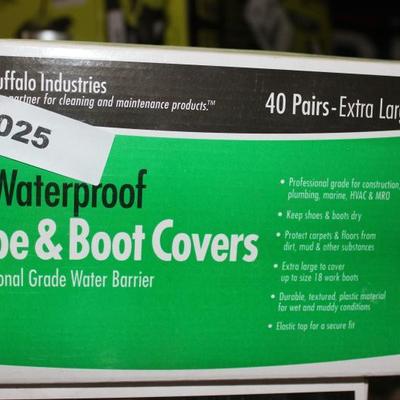 uffalo Industries
partner for cleaning and maintenance products.™
40 Pairs - Extra Larg
025
Waterproof
oe & Boot Covers
onal Grade Water Barrier
• Professional grade for construction,
plumbing, marine, HVAC & MRO
• Keep shoes & boots dry
• Protect carpets & floors from
dirt, mud & other substances
• Extra large to cover
up to size 18 work boots
• Durable, textured, plastic material
for wet and muddy conditions
• Elastic top for a secure fit